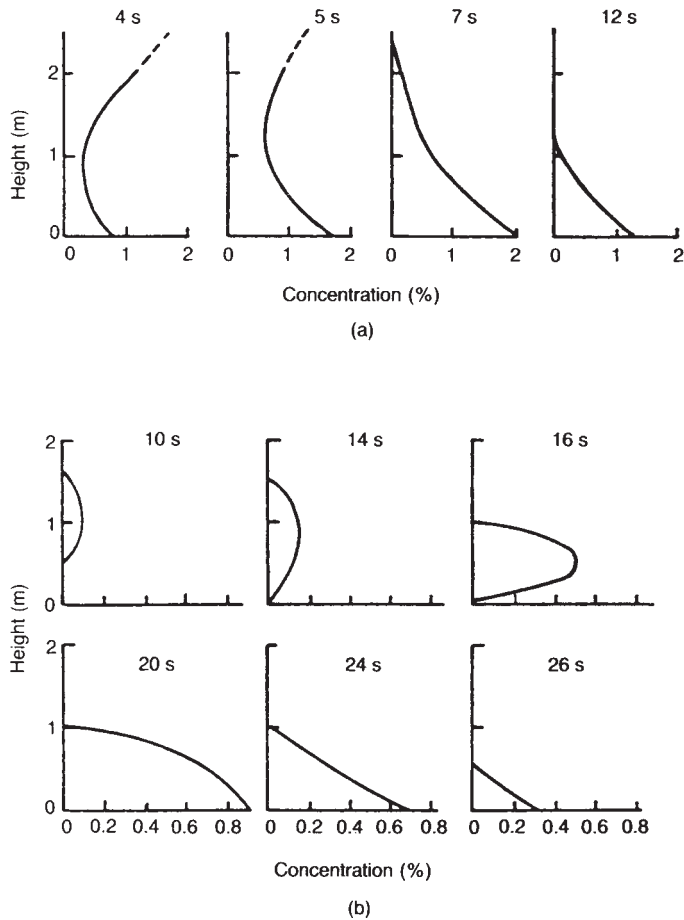 4 s 5 s 7 s 12 s
Height (m)
2
1
0
0 1 2 0 1 2 0 1 2 0 1 2
Concentration (%)
(a)
10 s 14 s 16 s
2
1
0
Height (m)
20 s 24 s 26 s
2
1
0
0 0.2 0.4 0.6 0.8 0 0.2 0.4 0.6 0.8 0 0.2 0.4 0.6 0.8
Concentration (%)
(b)